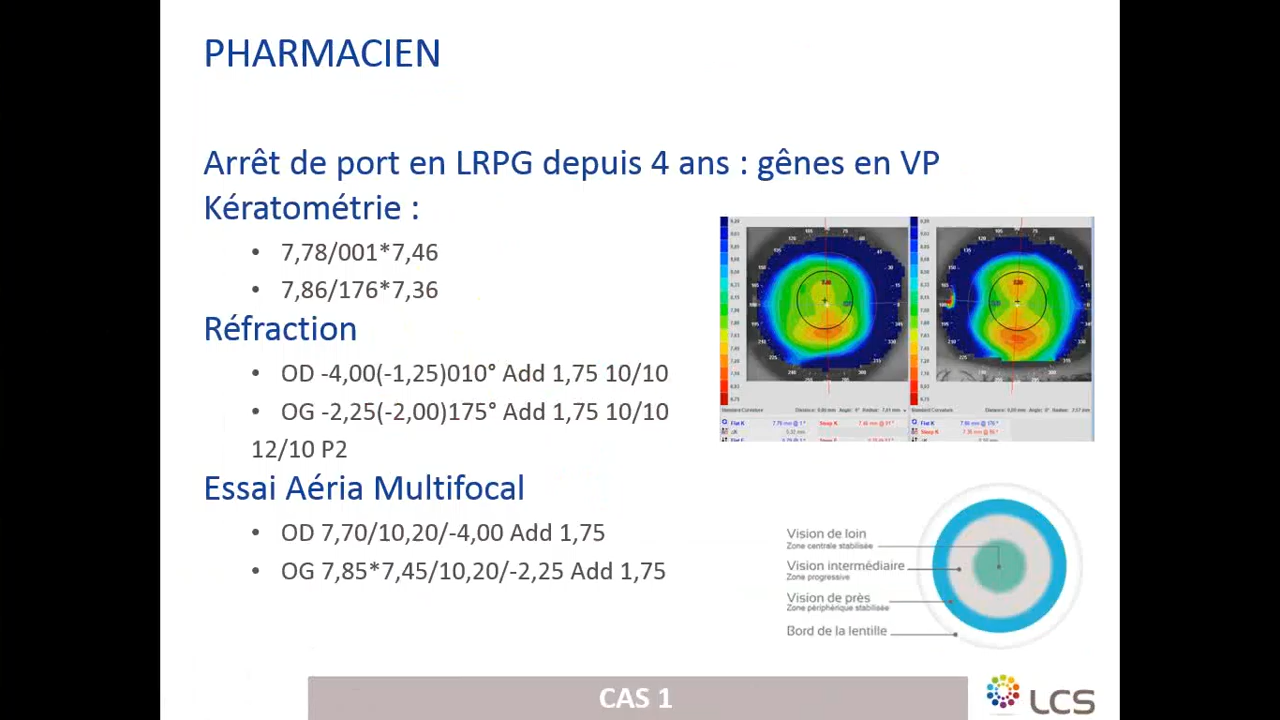 PHARMACIEN
Arrêt de port en LRPG depuis 4 ans : gênes en VP
Kératométrie :
• 7,78/001*7,46
• 7,86/176*7,36
Réfraction
• OD -4,00(-1,25)010° Add 1,75 10/10
• OG -2,25(-2,00)175° Add 1,75 10/10
12/10 P2
Essai Aéria Multifocal
• OD 7,70/10,20/-4,00 Add 1,75
• OG 7,85*7,45/10,20/-2,25 Add 1,75
Vision de loin
Zone centrale stabilisée
Vision intermédiaire
Zone progressive
Vision de près
Zone périphérique stabilisée
Bord de la lentille
CAS 1
LCS